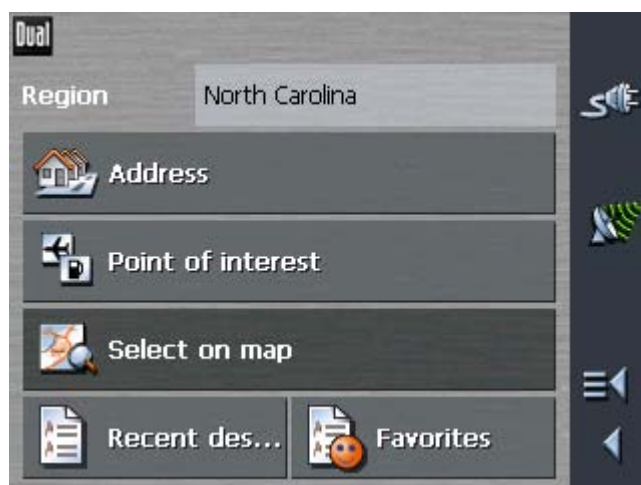 Dual
Region North Carolina
Address
Point of interest
Select on map
Recent des... Favorites